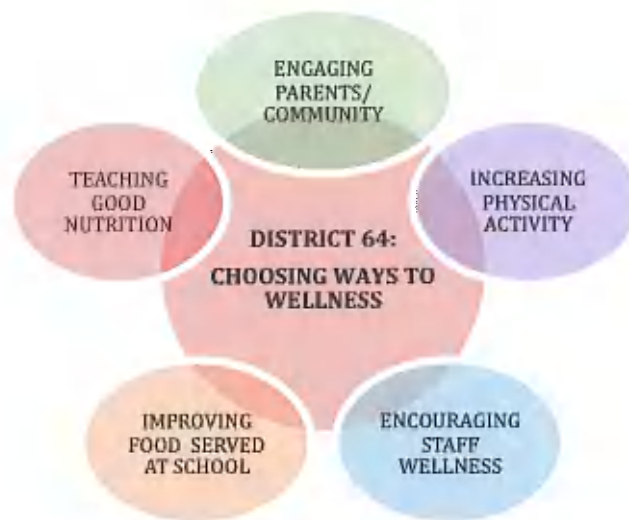 ENGAGING
PARENTS/
COMMUNITY
TEACHING
GOOD
NUTRITION
INCREASING
PHYSICAL
ACTIVITY
DISTRICT 64:
CHOOSING WAYS TO
WELLNESS
IMPROVING
FOOD SERVED
AT SCHOOL
ENCOURAGING
STAFF
WELLNESS